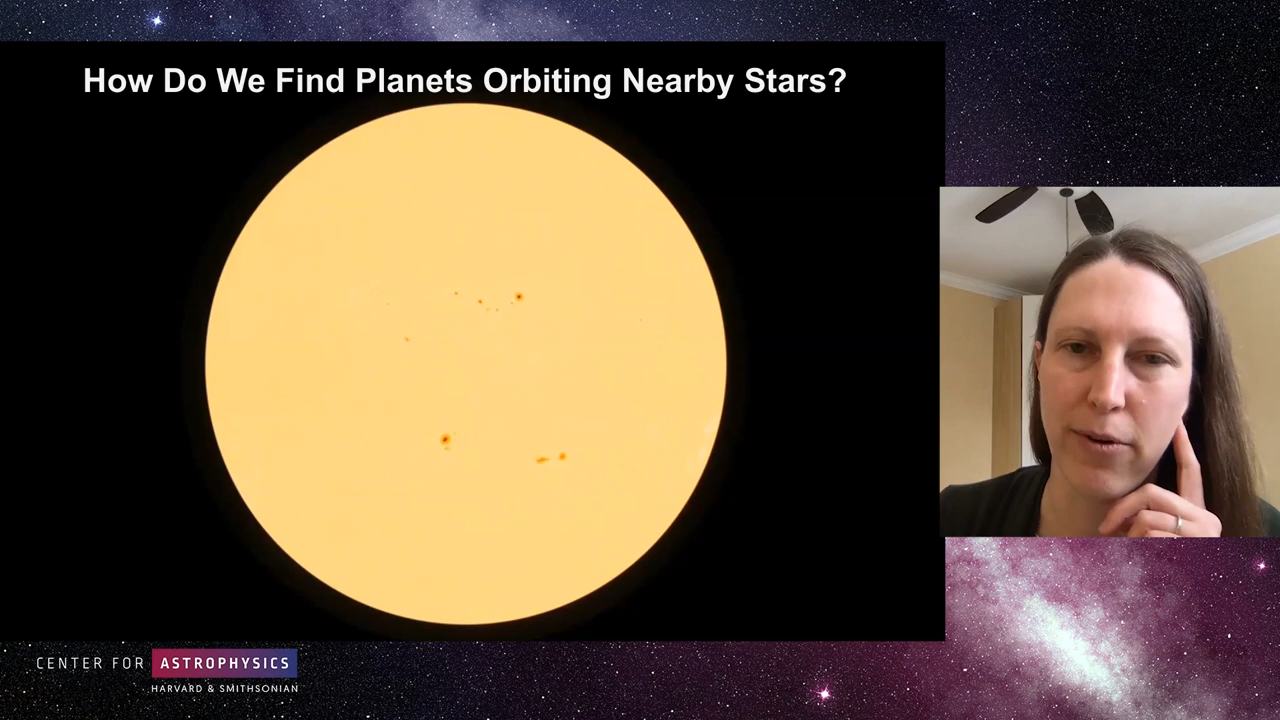 How Do We Find Planets Orbiting Nearby Stars?
CENTER FOR ASTROPHYSICS
HARVARD & SMITHSONIAN